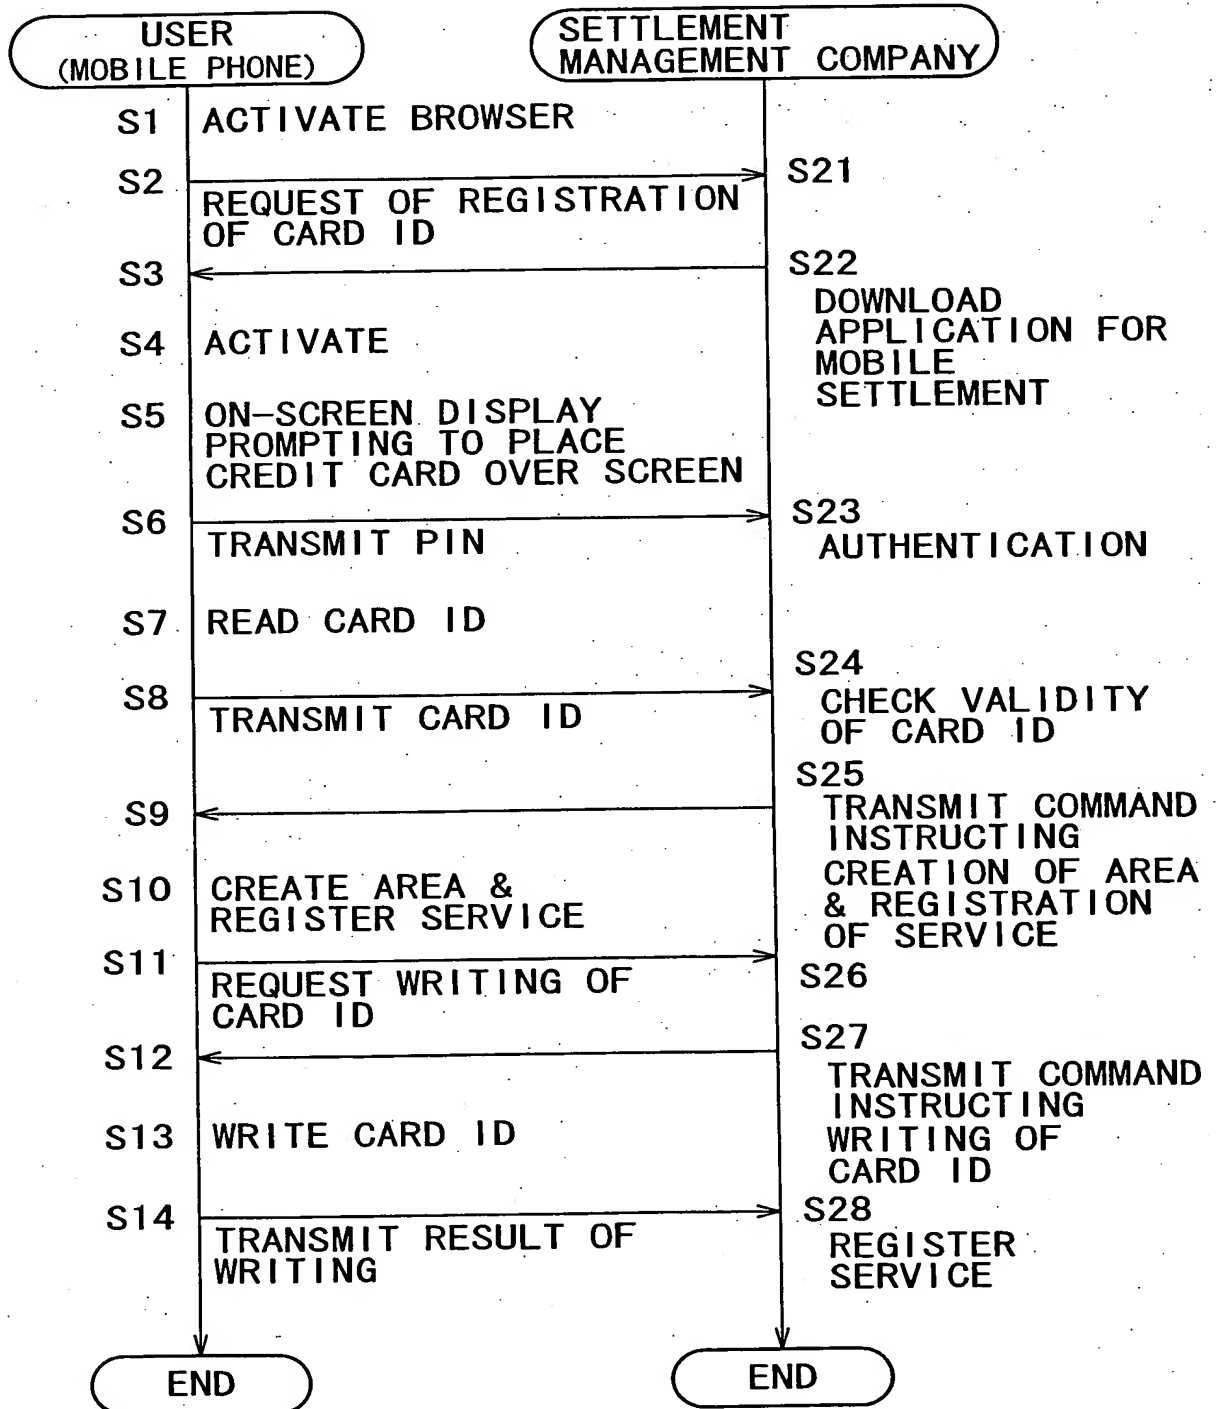 USER
(MOBILE PHONE)
SETTLEMENT
MANAGEMENT COMPANY
S1 ACTIVATE BROWSER
S2
S21
REQUEST OF REGISTRATION
OF CARD ID
S3
S22
DOWNLOAD
APPLICATION FOR
MOBILE
SETTLEMENT
S4 ACTIVATE
S5 ON-SCREEN DISPLAY
PROMPTING TO PLACE
CREDIT CARD OVER SCREEN
S6
S23
TRANSMIT PIN
AUTHENTICATION
S7 READ CARD ID
S8
S24
TRANSMIT CARD ID
CHECK VALIDITY
OF CARD ID
S9
S25
TRANSMIT COMMAND
INSTRUCTING
CREATION OF AREA
& REGISTRATION
OF SERVICE
S10 CREATE AREA &
REGISTER SERVICE
S11
S26
REQUEST WRITING OF
CARD ID
S12
S27
TRANSMIT COMMAND
INSTRUCTING
WRITING OF
CARD ID
S13 WRITE CARD ID
S14
S28
TRANSMIT RESULT OF
WRITING
REGISTER
SERVICE
END
END